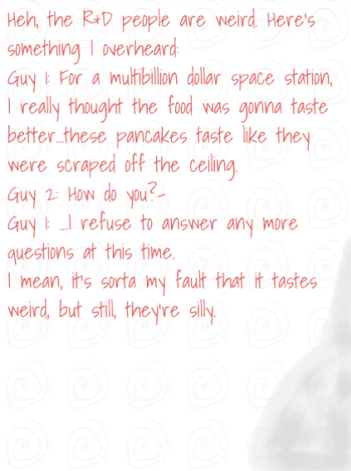 Heh, the R&D people are weird. Here's
something I overheard:
Guy 1: For a multibillion dollar space station,
I really thought the food was gonna taste
better...these pancakes taste like they
were scraped off the ceiling.
Guy 2: How do you?-
Guy 1: ...I refuse to answer any more
questions at this time.
I mean, it's sorta my fault that it tastes
weird, but still, they're silly.